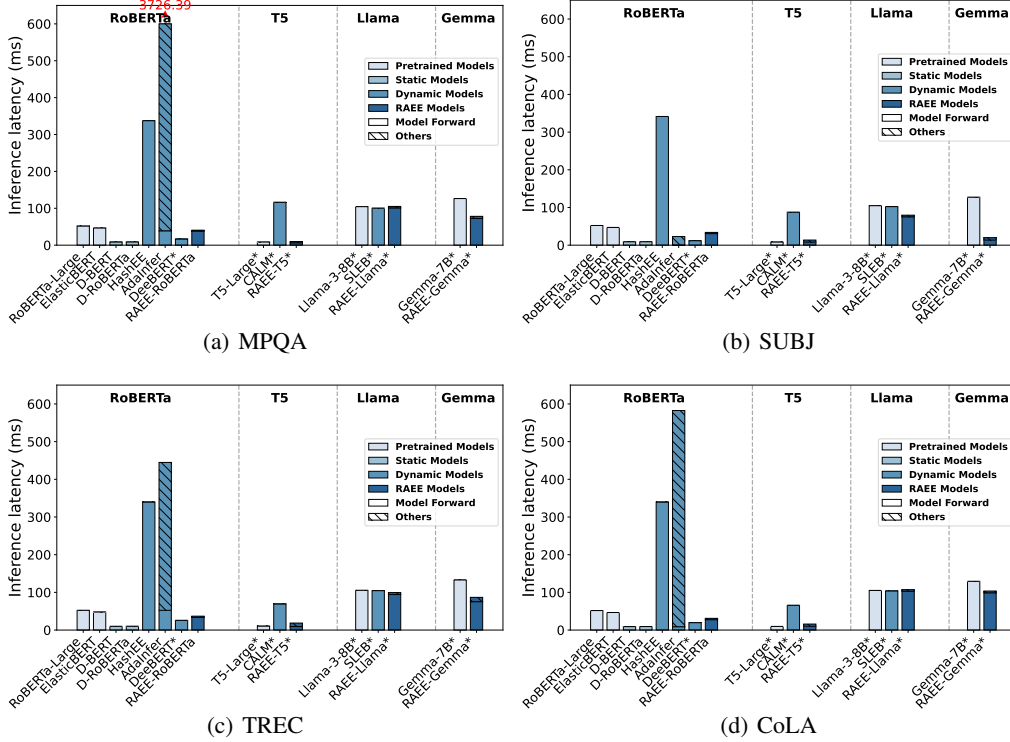 3726.39
RoBERTa T5 Llama Gemma
600
500
400
300
200
100
0
Inference latency (ms)
Pretrained Models
Static Models
Dynamic Models
RAEE Models
Model Forward
Others
RoBERTa-Large
ElasticBERT
D-BERT
D-RoBERTa
HashEE
AdaInfer
DeeBERT*
RAEE-RoBERTa
T5-Large*
CALM*
RAEE-T5*
Llama-3-8B*
SLEB*
RAEE-Llama*
Gemma-7B*
RAEE-Gemma*
(a) MPQA
RoBERTa T5 Llama Gemma
600
500
400
300
200
100
0
Inference latency (ms)
Pretrained Models
Static Models
Dynamic Models
RAEE Models
Model Forward
Others
RoBERTa-Large
ElasticBERT
D-BERT
D-RoBERTa
HashEE
AdaInfer
DeeBERT*
RAEE-RoBERTa
T5-Large*
CALM*
RAEE-T5*
Llama-3-8B*
SLEB*
RAEE-Llama*
Gemma-7B*
RAEE-Gemma*
(b) SUBJ
RoBERTa T5 Llama Gemma
600
500
400
300
200
100
0
Inference latency (ms)
Pretrained Models
Static Models
Dynamic Models
RAEE Models
Model Forward
Others
RoBERTa-Large
ElasticBERT
D-BERT
D-RoBERTa
HashEE
AdaInfer
DeeBERT*
RAEE-RoBERTa
T5-Large*
CALM*
RAEE-T5*
Llama-3-8B*
SLEB*
RAEE-Llama*
Gemma-7B*
RAEE-Gemma*
(c) TREC
RoBERTa T5 Llama Gemma
600
500
400
300
200
100
0
Inference latency (ms)
Pretrained Models
Static Models
Dynamic Models
RAEE Models
Model Forward
Others
RoBERTa-Large
ElasticBERT
D-BERT
D-RoBERTa
HashEE
AdaInfer
DeeBERT*
RAEE-RoBERTa
T5-Large*
CALM*
RAEE-T5*
Llama-3-8B*
SLEB*
RAEE-Llama*
Gemma-7B*
RAEE-Gemma*
(d) CoLA